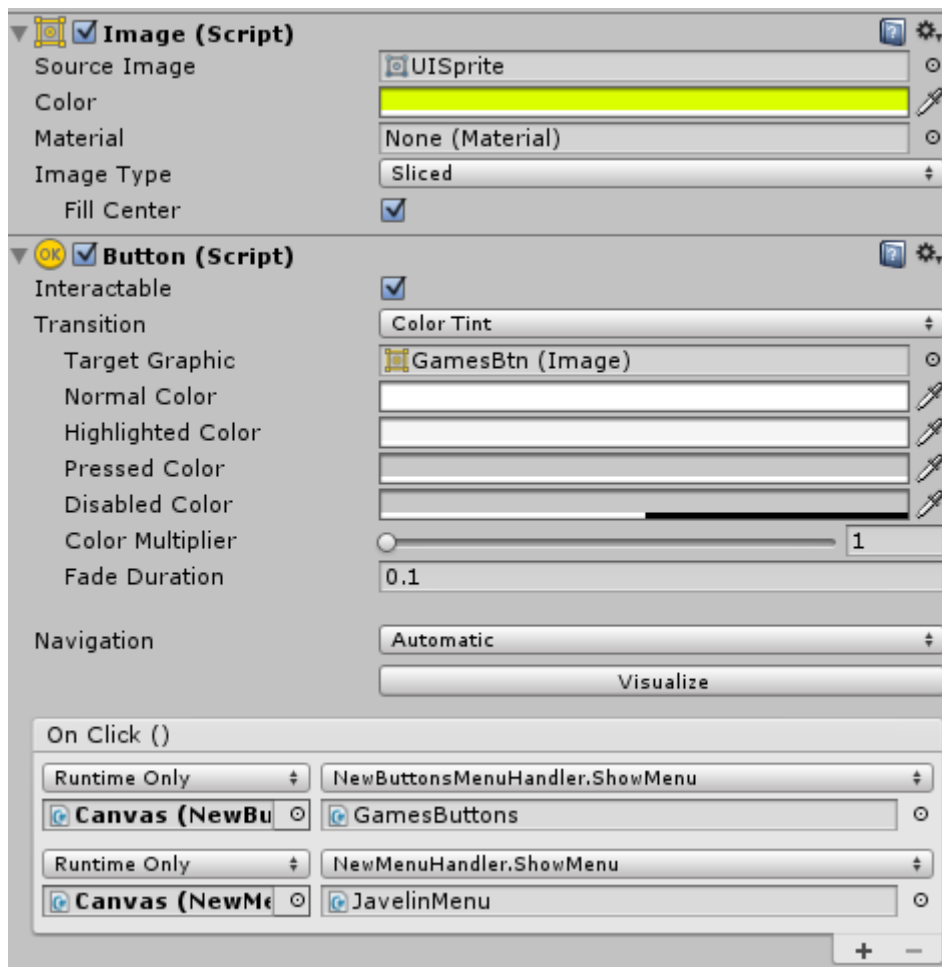 Image (Script)
Source Image UISprite
Color
Material None (Material)
Image Type Sliced
Fill Center
OK Button (Script)
Interactable
Transition Color Tint
Target Graphic GamesBtn (Image)
Normal Color
Highlighted Color
Pressed Color
Disabled Color
Color Multiplier 1
Fade Duration 0.1
Navigation Automatic
Visualize
On Click ()
Runtime Only NewButtonsMenuHandler.ShowMenu
Canvas (NewBu GamesButtons
Runtime Only NewMenuHandler.ShowMenu
Canvas (NewMe JavelinMenu
+ −